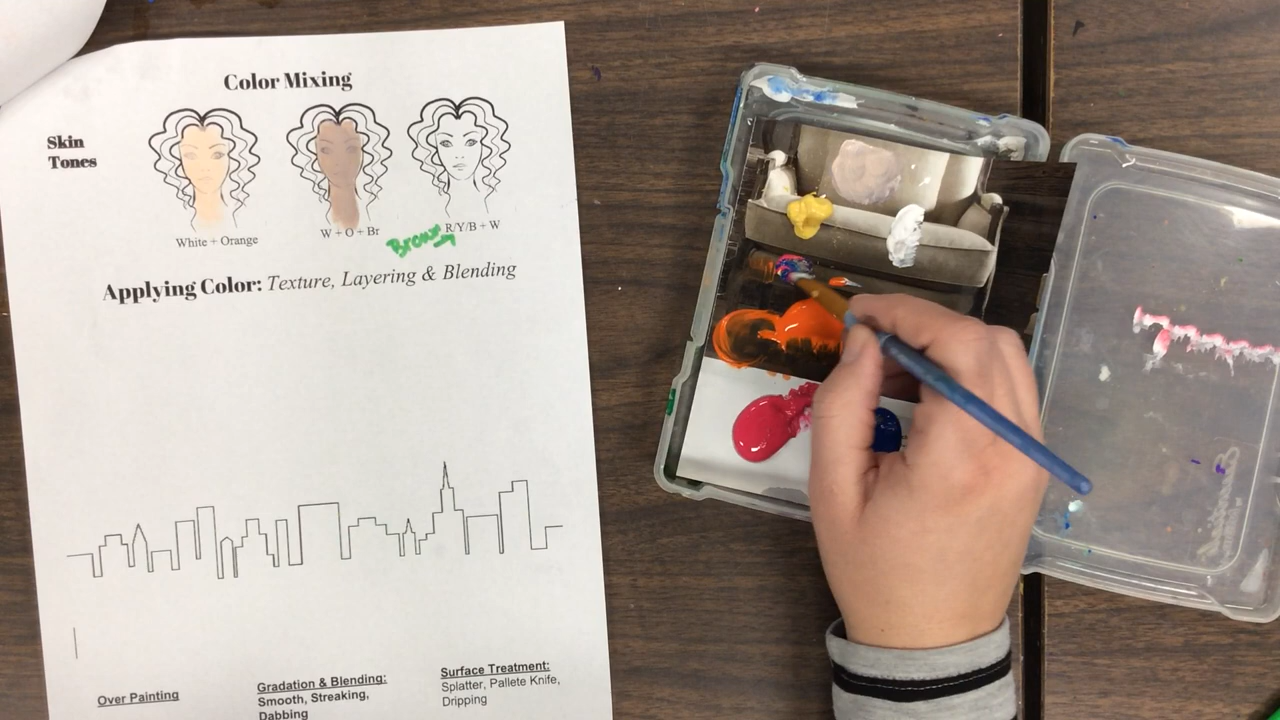 Color Mixing
Skin
Tones
White + Orange
W + O + Br
Brown
R/Y/B + W
Applying Color: Texture, Layering & Blending
Over Painting
Gradation & Blending:
Smooth, Streaking,
Dabbing
Surface Treatment:
Splatter, Pallete Knife,
Dripping